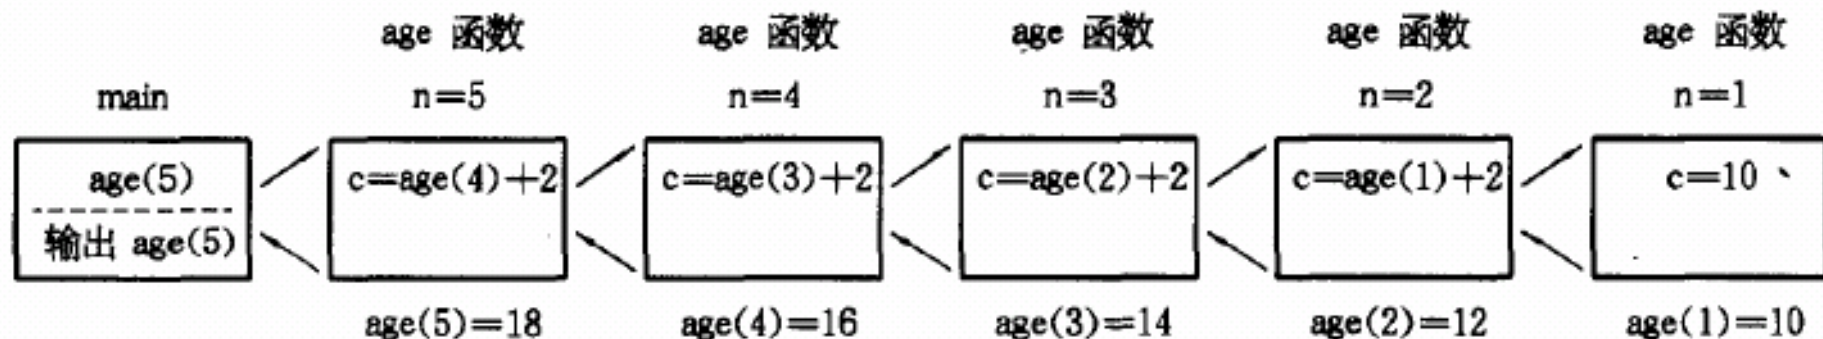 age 函数 age 函数 age 函数 age 函数 age 函数
main n=5 n=4 n=3 n=2 n=1
age(5) c=age(4)+2 c=age(3)+2 c=age(2)+2 c=age(1)+2 c=10
输出 age(5)
age(5)=18 age(4)=16 age(3)=14 age(2)=12 age(1)=10